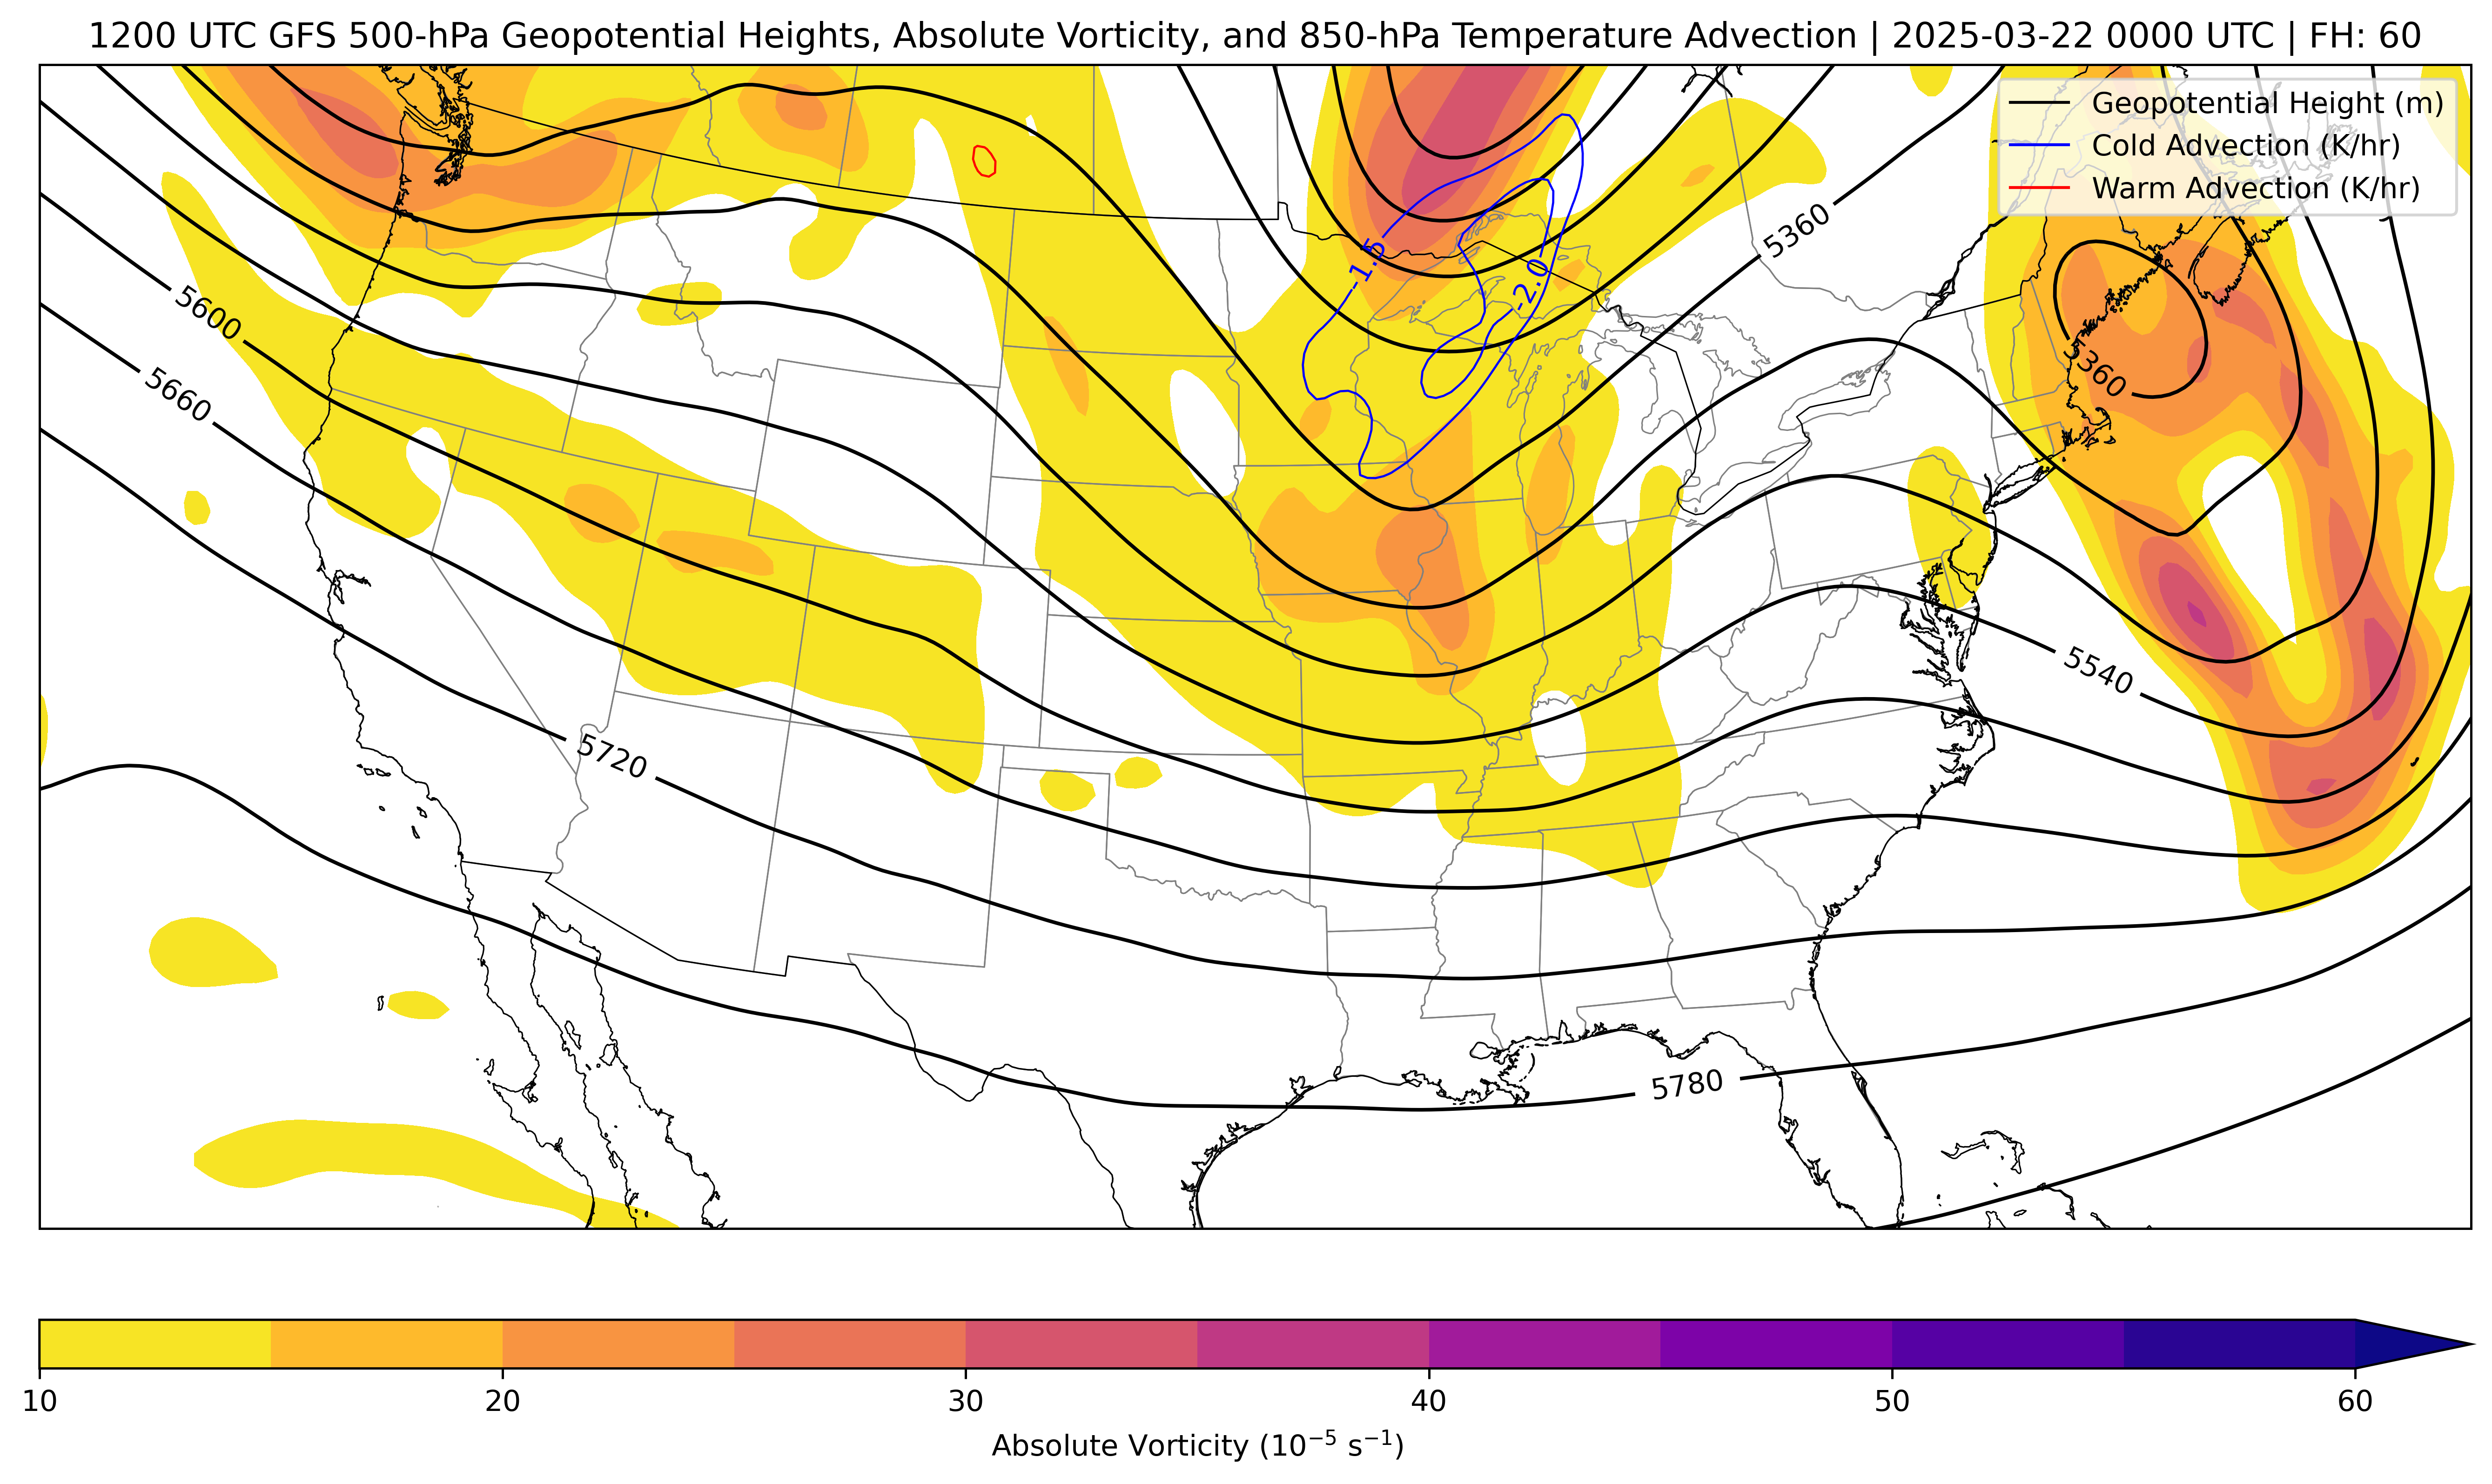 1200 UTC GFS 500-hPa Geopotential Heights, Absolute Vorticity, and 850-hPa Temperature Advection | 2025-03-22 0000 UTC | FH: 60
Geopotential Height (m)
Cold Advection (K/hr)
Warm Advection (K/hr)
5360
-1.5
-2.0
5600
5360
5660
5540
5720
5780
10 20 30 40 50 60
Absolute Vorticity (10⁻⁵ s⁻¹)